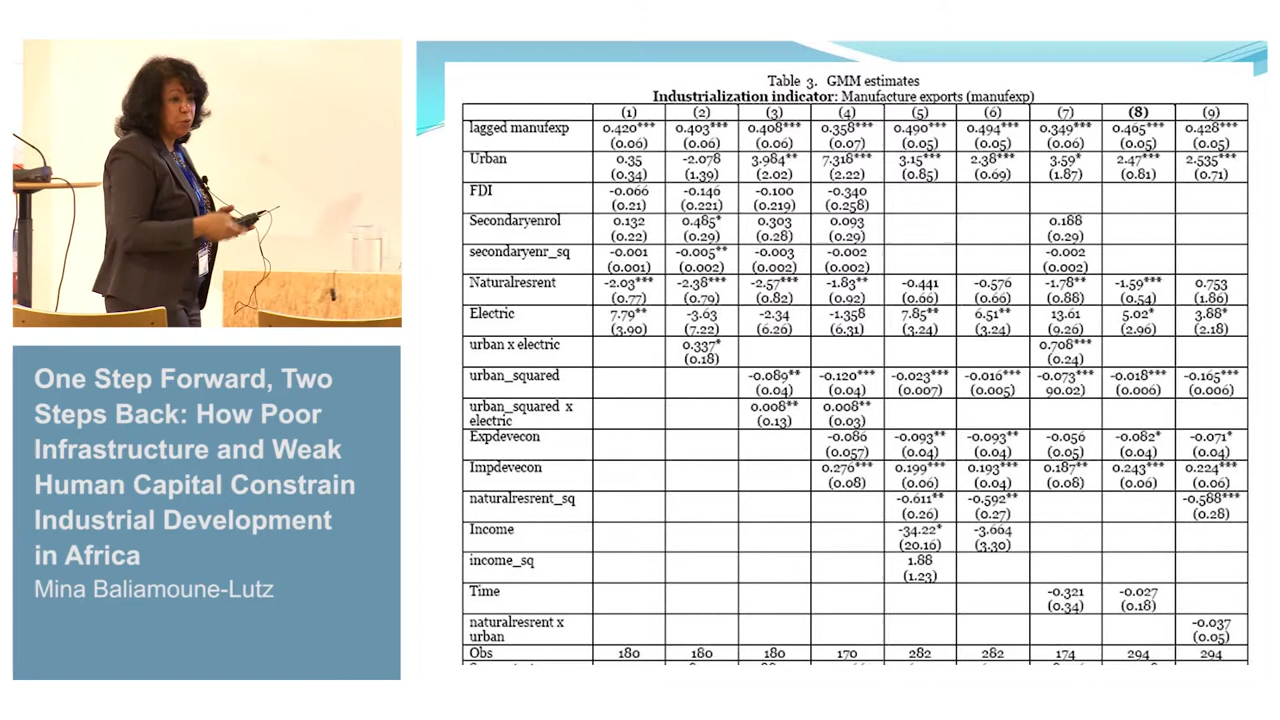 One Step Forward, Two
Steps Back: How Poor
Infrastructure and Weak
Human Capital Constrain
Industrial Development
in Africa
Mina Baliamoune-Lutz
Table 3. GMM estimates
Industrialization indicator: Manufacture exports (manufexp)
(1) (2) (3) (4) (5) (6) (7) (8) (9)
lagged manufexp 0.420*** 0.403*** 0.408*** 0.358*** 0.490*** 0.494*** 0.349*** 0.465*** 0.428***
(0.06) (0.06) (0.06) (0.07) (0.05) (0.05) (0.06) (0.05) (0.05)
Urban 0.35 -2.078 3.984** 7.318*** 3.15*** 2.38*** 3.59* 2.47*** 2.535***
(0.34) (1.39) (2.02) (2.22) (0.85) (0.69) (1.87) (0.81) (0.71)
FDI -0.066 -0.146 -0.100 -0.340
(0.21) (0.221) (0.219) (0.258)
Secondaryenrol 0.132 0.485* 0.303 0.093 0.188
(0.22) (0.29) (0.28) (0.29) (0.29)
secondaryenr_sq -0.001 -0.005** -0.003 -0.002 -0.002
(0.001) (0.002) (0.002) (0.002) (0.002)
Naturalresrent -2.03*** -2.38*** -2.57*** -1.83** -0.441 -0.576 -1.78** -1.59*** 0.753
(0.77) (0.79) (0.82) (0.92) (0.66) (0.66) (0.88) (0.54) (1.86)
Electric 7.79** -3.63 -2.34 -1.358 7.85** 6.51** 13.61 5.02* 3.88*
(3.90) (7.22) (6.26) (6.31) (3.24) (3.24) (9.26) (2.96) (2.18)
urban x electric 0.337* 0.708***
(0.18) (0.24)
urban_squared -0.089** -0.120*** -0.023*** -0.016*** -0.073*** -0.018*** -0.165***
(0.04) (0.04) (0.007) (0.005) 90.02) (0.006) (0.006)
urban_squared x 0.008** 0.008**
electric (0.13) (0.03)
Expdevecon -0.086 -0.093** -0.093** -0.056 -0.082* -0.071*
(0.057) (0.04) (0.04) (0.05) (0.04) (0.04)
Impdevecon 0.276*** 0.199*** 0.193*** 0.187** 0.243*** 0.224***
(0.08) (0.06) (0.04) (0.08) (0.06) (0.06)
naturalresrent_sq -0.611** -0.592** -0.588***
(0.26) (0.27) (0.28)
Income -34.22* -3.664
(20.16) (3.30)
income_sq 1.88
(1.23)
Time -0.321 -0.027
(0.34) (0.18)
naturalresrent x -0.037
urban (0.05)
Obs 180 180 180 170 282 282 174 294 294